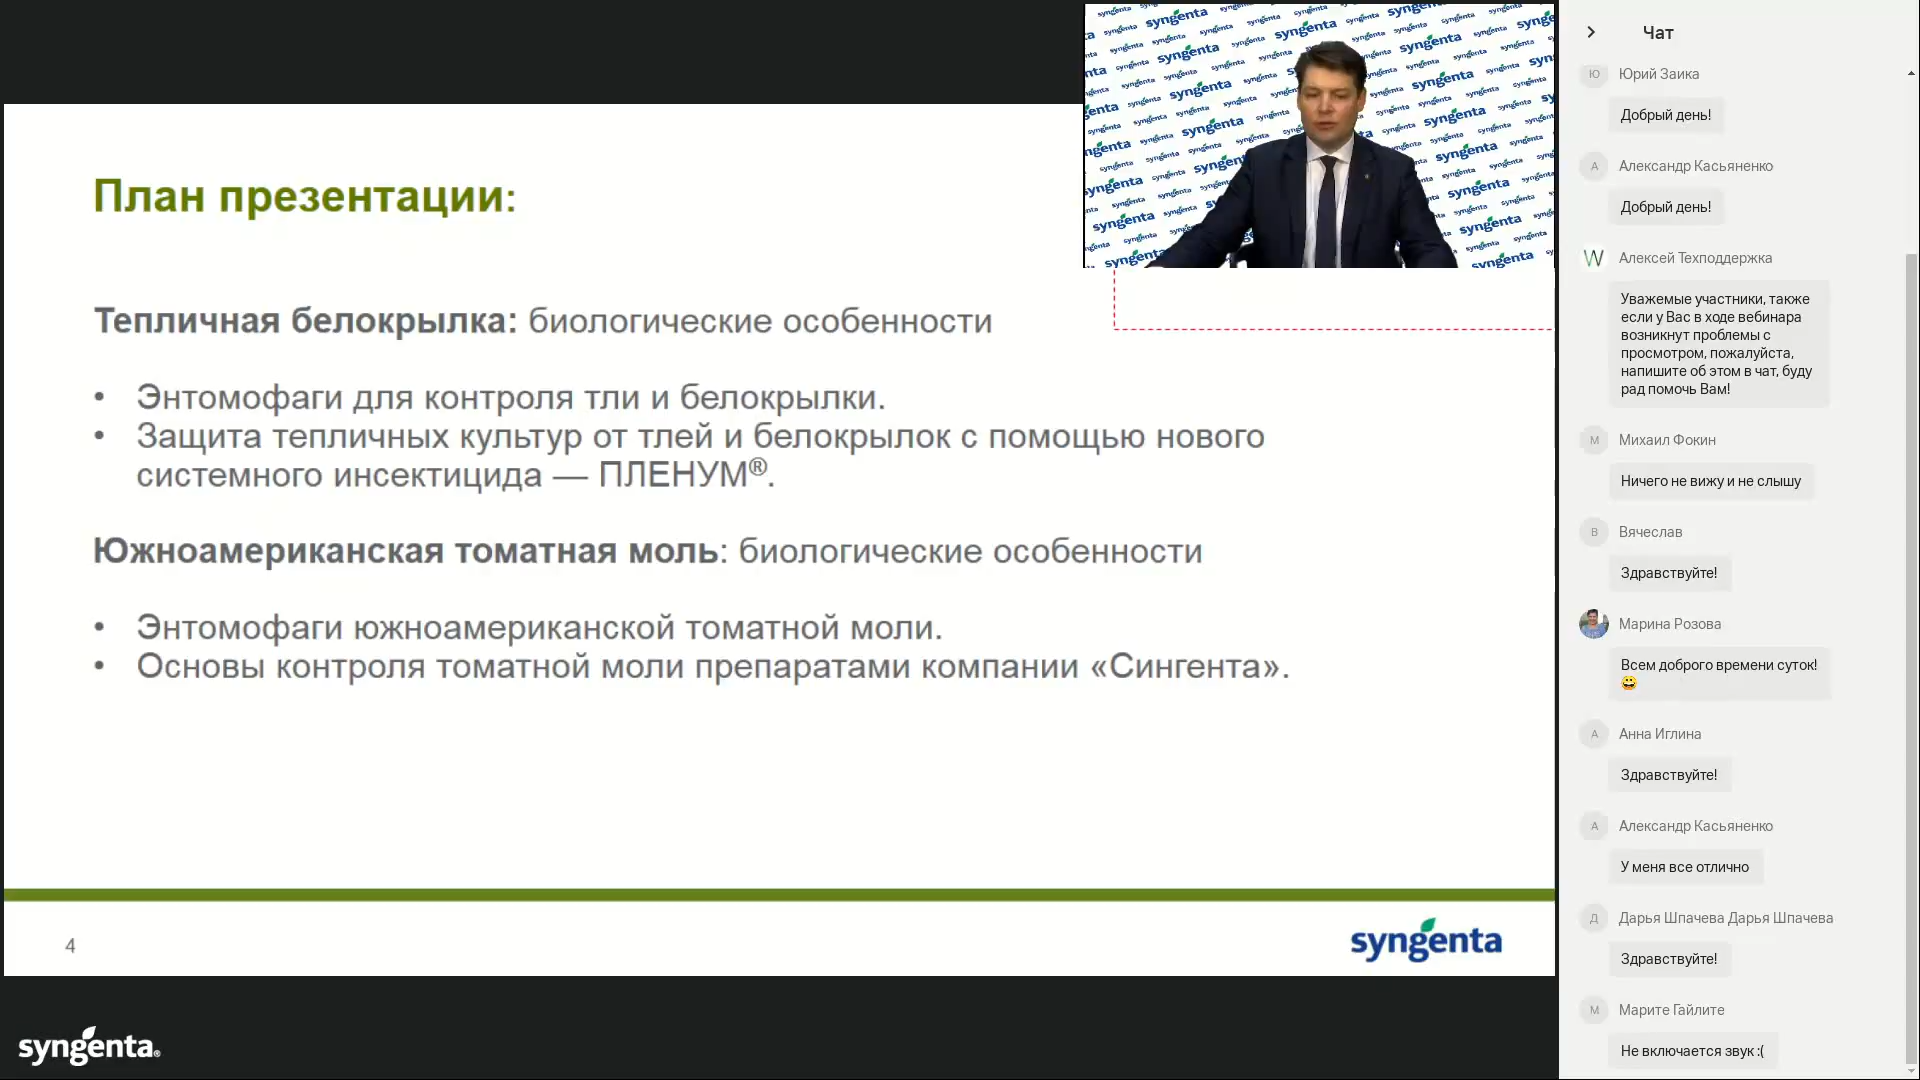 План презентации:
Тепличная белокрылка: биологические особенности
• Энтомофаги для контроля тли и белокрылки.
• Защита тепличных культур от тлей и белокрылок с помощью нового
системного инсектицида — ПЛЕНУМ®.
Южноамериканская томатная моль: биологические особенности
• Энтомофаги южноамериканской томатной моли.
• Основы контроля томатной моли препаратами компании «Сингента».
4
syngenta
syngenta®
Чат
Ю
Юрий Заика
Добрый день!
А
Александр Касьяненко
Добрый день!
W
Алексей Техподдержка
Уважемые участники, также
если у Вас в ходе вебинара
возникнут проблемы с
просмотром, пожалуйста,
напишите об этом в чат, буду
рад помочь Вам!
М
Михаил Фокин
Ничего не вижу и не слышу
В
Вячеслав
Здравствуйте!
Марина Розова
Всем доброго времени суток!
😀
А
Анна Иглина
Здравствуйте!
А
Александр Касьяненко
У меня все отлично
Д
Дарья Шпачева Дарья Шпачева
Здравствуйте!
М
Марите Гайлите
Не включается звук :(